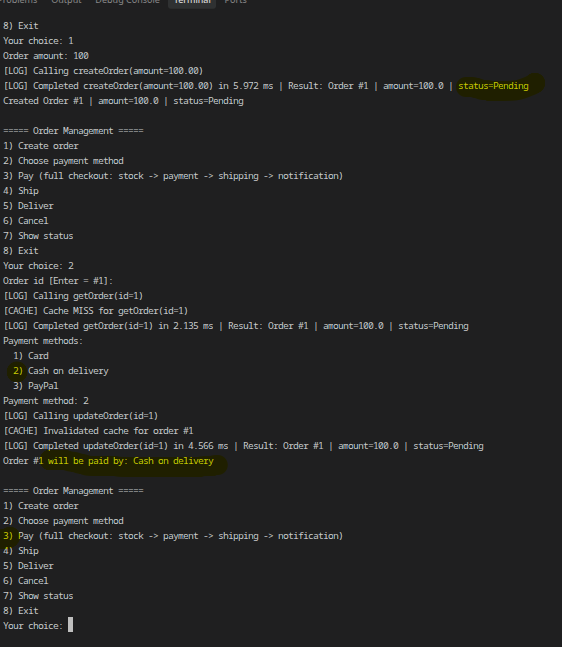 Problems Output Debug Console Terminal Ports
8) Exit
Your choice: 1
Order amount: 100
[LOG] Calling createOrder(amount=100.00)
[LOG] Completed createOrder(amount=100.00) in 5.972 ms | Result: Order #1 | amount=100.0 | status=Pending
Created Order #1 | amount=100.0 | status=Pending
===== Order Management =====
1) Create order
2) Choose payment method
3) Pay (full checkout: stock -> payment -> shipping -> notification)
4) Ship
5) Deliver
6) Cancel
7) Show status
8) Exit
Your choice: 2
Order id [Enter = #1]:
[LOG] Calling getOrder(id=1)
[CACHE] Cache MISS for getOrder(id=1)
[LOG] Completed getOrder(id=1) in 2.135 ms | Result: Order #1 | amount=100.0 | status=Pending
Payment methods:
1) Card
2) Cash on delivery
3) PayPal
Payment method: 2
[LOG] Calling updateOrder(id=1)
[CACHE] Invalidated cache for order #1
[LOG] Completed updateOrder(id=1) in 4.566 ms | Result: Order #1 | amount=100.0 | status=Pending
Order #1 will be paid by: Cash on delivery
===== Order Management =====
1) Create order
2) Choose payment method
3) Pay (full checkout: stock -> payment -> shipping -> notification)
4) Ship
5) Deliver
6) Cancel
7) Show status
8) Exit
Your choice: